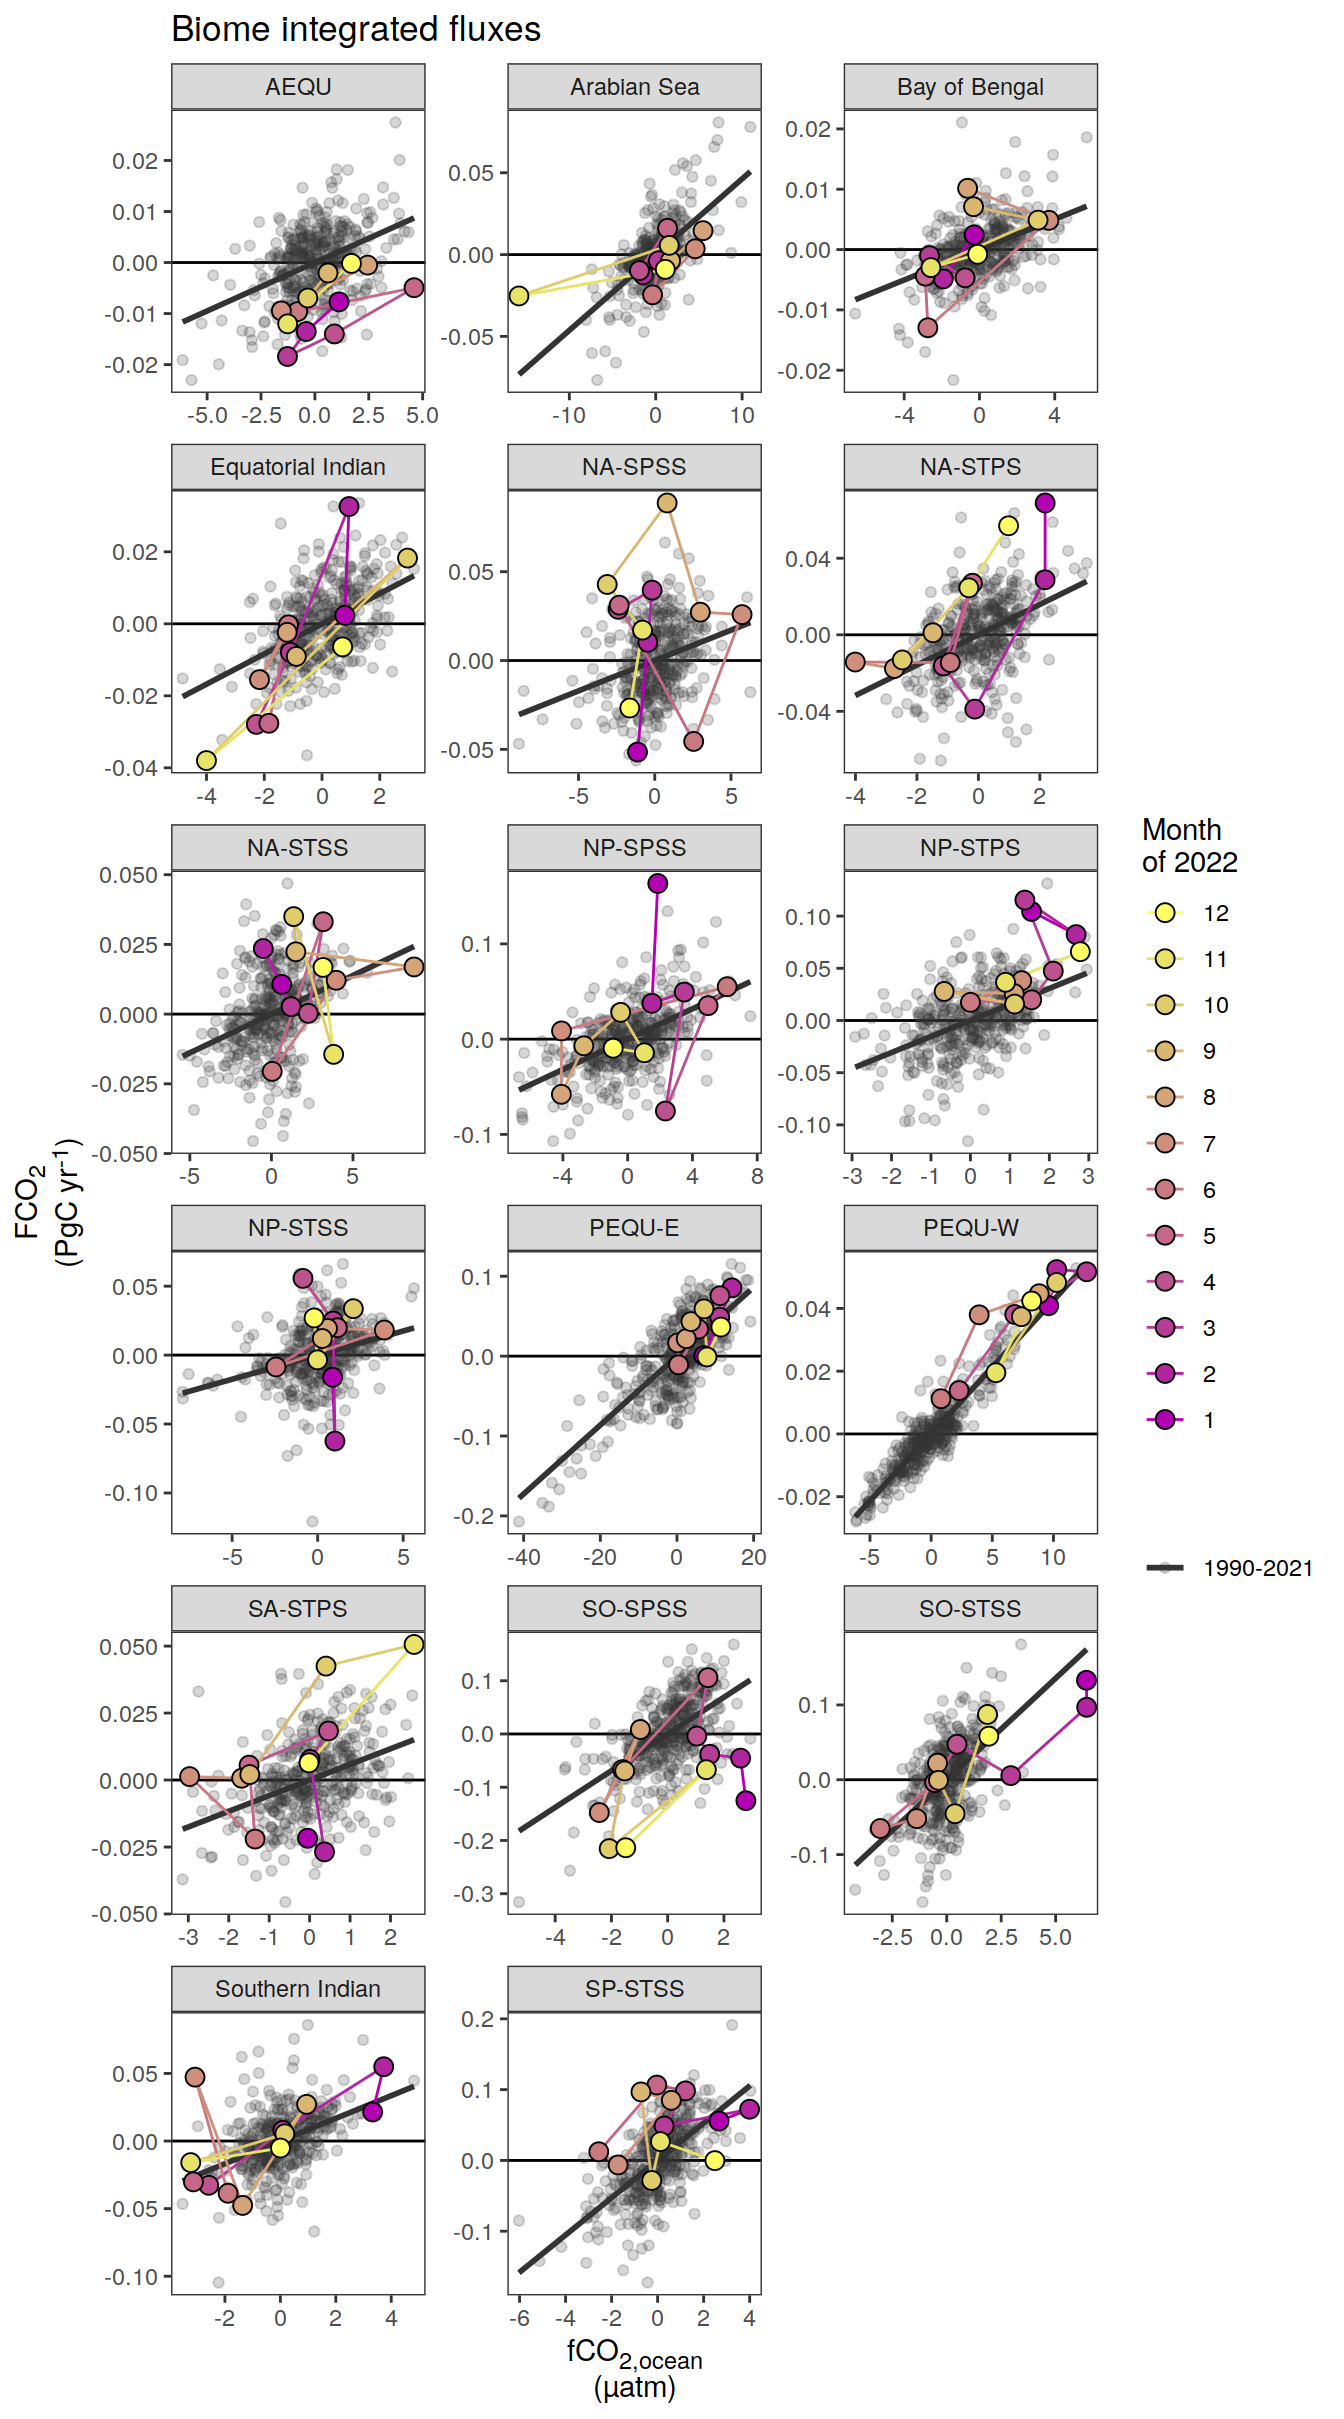 Biome integrated fluxes
AEQU
Arabian Sea
Bay of Bengal
0.02
0.01
0.00
-0.01
-0.02
0.05
0.00
-0.05
0.02
0.01
0.00
-0.01
-0.02
-5.0 -2.5 0.0 2.5 5.0
-10 0 10
-4 0 4
Equatorial Indian
NA-SPSS
NA-STPS
0.02
0.00
-0.02
-0.04
0.05
0.00
-0.05
0.04
0.00
-0.04
-4 -2 0 2
-5 0 5
-4 -2 0 2
NA-STSS
NP-SPSS
NP-STPS
0.050
0.025
0.000
-0.025
-0.050
0.1
0.0
-0.1
0.10
0.05
0.00
-0.05
-0.10
-5 0 5
-4 0 4 8
-3 -2 -1 0 1 2 3
NP-STSS
PEQU-E
PEQU-W
0.05
0.00
-0.05
-0.10
0.1
0.0
-0.1
-0.2
0.04
0.02
0.00
-0.02
-5 0 5
-40 -20 0 20
-5 0 5 10
SA-STPS
SO-SPSS
SO-STSS
0.050
0.025
0.000
-0.025
-0.050
0.1
0.0
-0.1
-0.2
-0.3
0.1
0.0
-0.1
-3 -2 -1 0 1 2
-4 -2 0 2
-2.5 0.0 2.5 5.0
Southern Indian
SP-STSS
0.05
0.00
-0.05
-0.10
0.2
0.1
0.0
-0.1
-2 0 2 4
-6 -4 -2 0 2 4
fCO2,ocean
(µatm)
FCO2
(PgC yr-1)
Month
of 2022
12
11
10
9
8
7
6
5
4
3
2
1
1990-2021